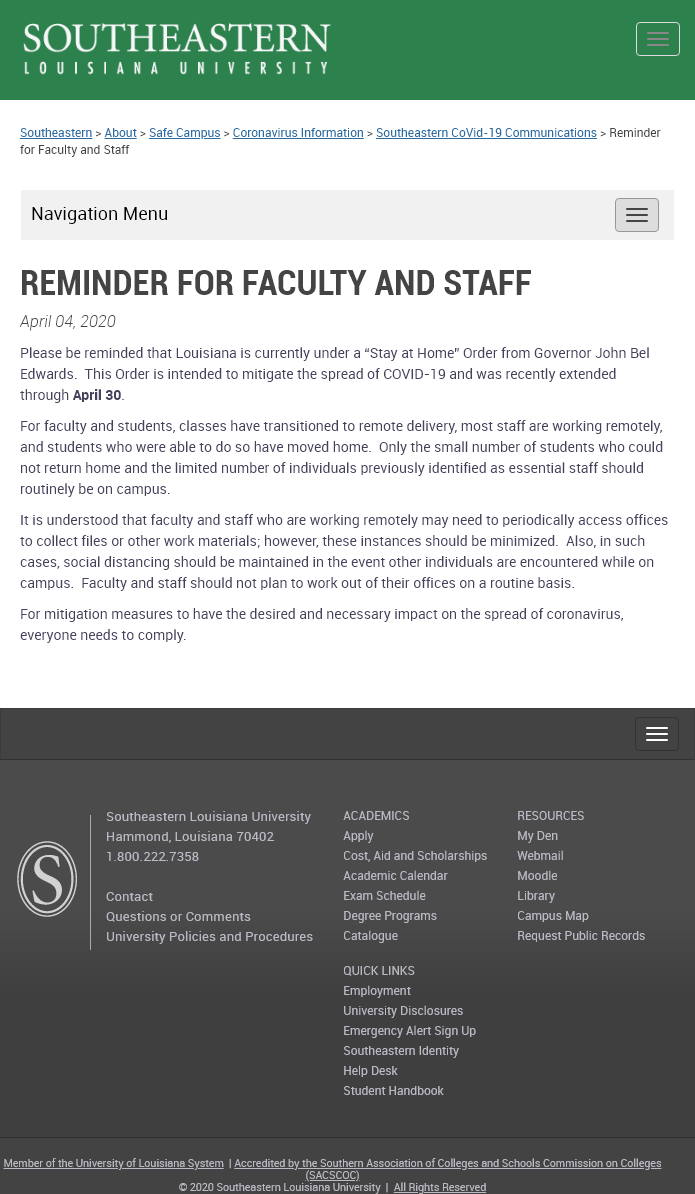 SOUTHEASTERN
LOUISIANA UNIVERSITY
Southeastern > About > Safe Campus > Coronavirus Information > Southeastern CoVid-19 Communications > Reminder
for Faculty and Staff
Navigation Menu
REMINDER FOR FACULTY AND STAFF
April 04, 2020
Please be reminded that Louisiana is currently under a “Stay at Home” Order from Governor John Bel
Edwards.  This Order is intended to mitigate the spread of COVID-19 and was recently extended
through April 30.
For faculty and students, classes have transitioned to remote delivery, most staff are working remotely,
and students who were able to do so have moved home.  Only the small number of students who could
not return home and the limited number of individuals previously identified as essential staff should
routinely be on campus.
It is understood that faculty and staff who are working remotely may need to periodically access offices
to collect files or other work materials; however, these instances should be minimized.  Also, in such
cases, social distancing should be maintained in the event other individuals are encountered while on
campus.  Faculty and staff should not plan to work out of their offices on a routine basis.
For mitigation measures to have the desired and necessary impact on the spread of coronavirus,
everyone needs to comply.
S
Southeastern Louisiana University
Hammond, Louisiana 70402
1.800.222.7358
Contact
Questions or Comments
University Policies and Procedures
ACADEMICS
Apply
Cost, Aid and Scholarships
Academic Calendar
Exam Schedule
Degree Programs
Catalogue
QUICK LINKS
Employment
University Disclosures
Emergency Alert Sign Up
Southeastern Identity
Help Desk
Student Handbook
RESOURCES
My Den
Webmail
Moodle
Library
Campus Map
Request Public Records
Member of the University of Louisiana System | Accredited by the Southern Association of Colleges and Schools Commission on Colleges
(SACSCOC)
© 2020 Southeastern Louisiana University | All Rights Reserved